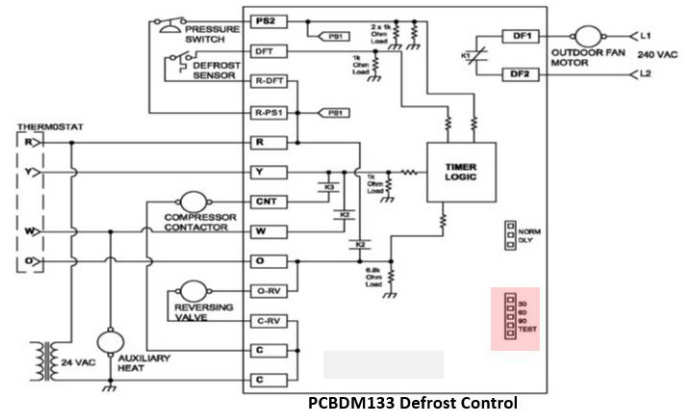 PS2
PRESSURE
SWITCH
PS1
2 x 1k
Ohm
Load
DFT
DEFROST
SENSOR
1k
Ohm
Load
R-DFT
R-PS1
PS1
K1
DF1
DF2
OUTDOOR FAN
MOTOR
L1
240 VAC
L2
THERMOSTAT
R
R
Y
Y
K3
1k
Ohm
Load
TIMER
LOGIC
CNT
COMPRESSOR
CONTACTOR
K2
W
W
K2
NORM
DLY
O
O
6.8k
Ohm
Load
O-RV
REVERSING
VALVE
C-RV
30
60
90
TEST
C
C
24 VAC
AUXILIARY
HEAT
PCBDM133 Defrost Control